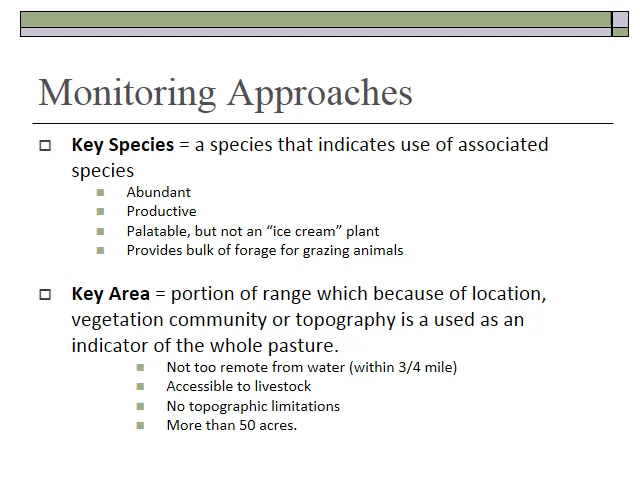 Monitoring Approaches
Key Species = a species that indicates use of associated
species
Abundant
Productive
Palatable, but not an “ice cream” plant
Provides bulk of forage for grazing animals
Key Area = portion of range which because of location,
vegetation community or topography is a used as an
indicator of the whole pasture.
Not too remote from water (within 3/4 mile)
Accessible to livestock
No topographic limitations
More than 50 acres.